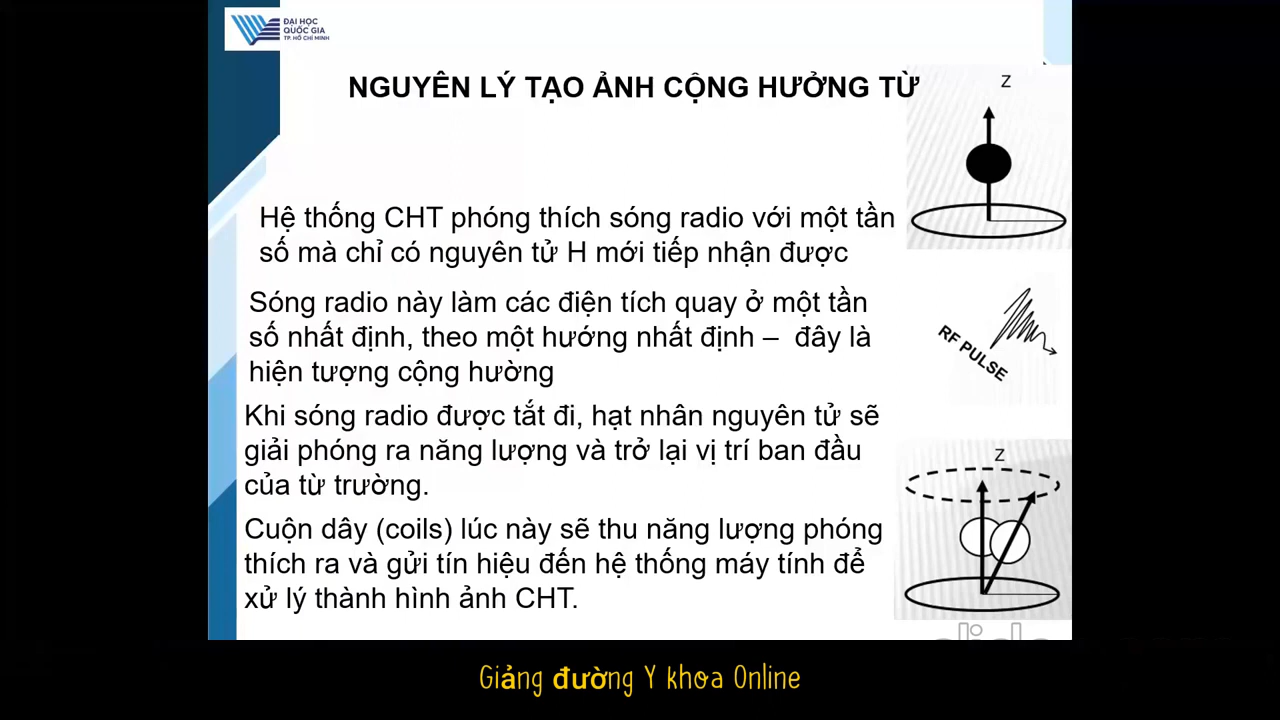 ĐẠI HỌC
QUỐC GIA
TP. HỒ CHÍ MINH
NGUYÊN LÝ TẠO ẢNH CỘNG HƯỞNG TỪ
Z
Hệ thống CHT phóng thích sóng radio với một tần
số mà chỉ có nguyên tử H mới tiếp nhận được
Sóng radio này làm các điện tích quay ở một tần
số nhất định, theo một hướng nhất định – đây là
hiện tượng cộng hường
RF PULSE
Khi sóng radio được tắt đi, hạt nhân nguyên tử sẽ
giải phóng ra năng lượng và trở lại vị trí ban đầu
của từ trường.
Z
Cuộn dây (coils) lúc này sẽ thu năng lượng phóng
thích ra và gửi tín hiệu đến hệ thống máy tính để
xử lý thành hình ảnh CHT.
Giảng đường Y khoa Online